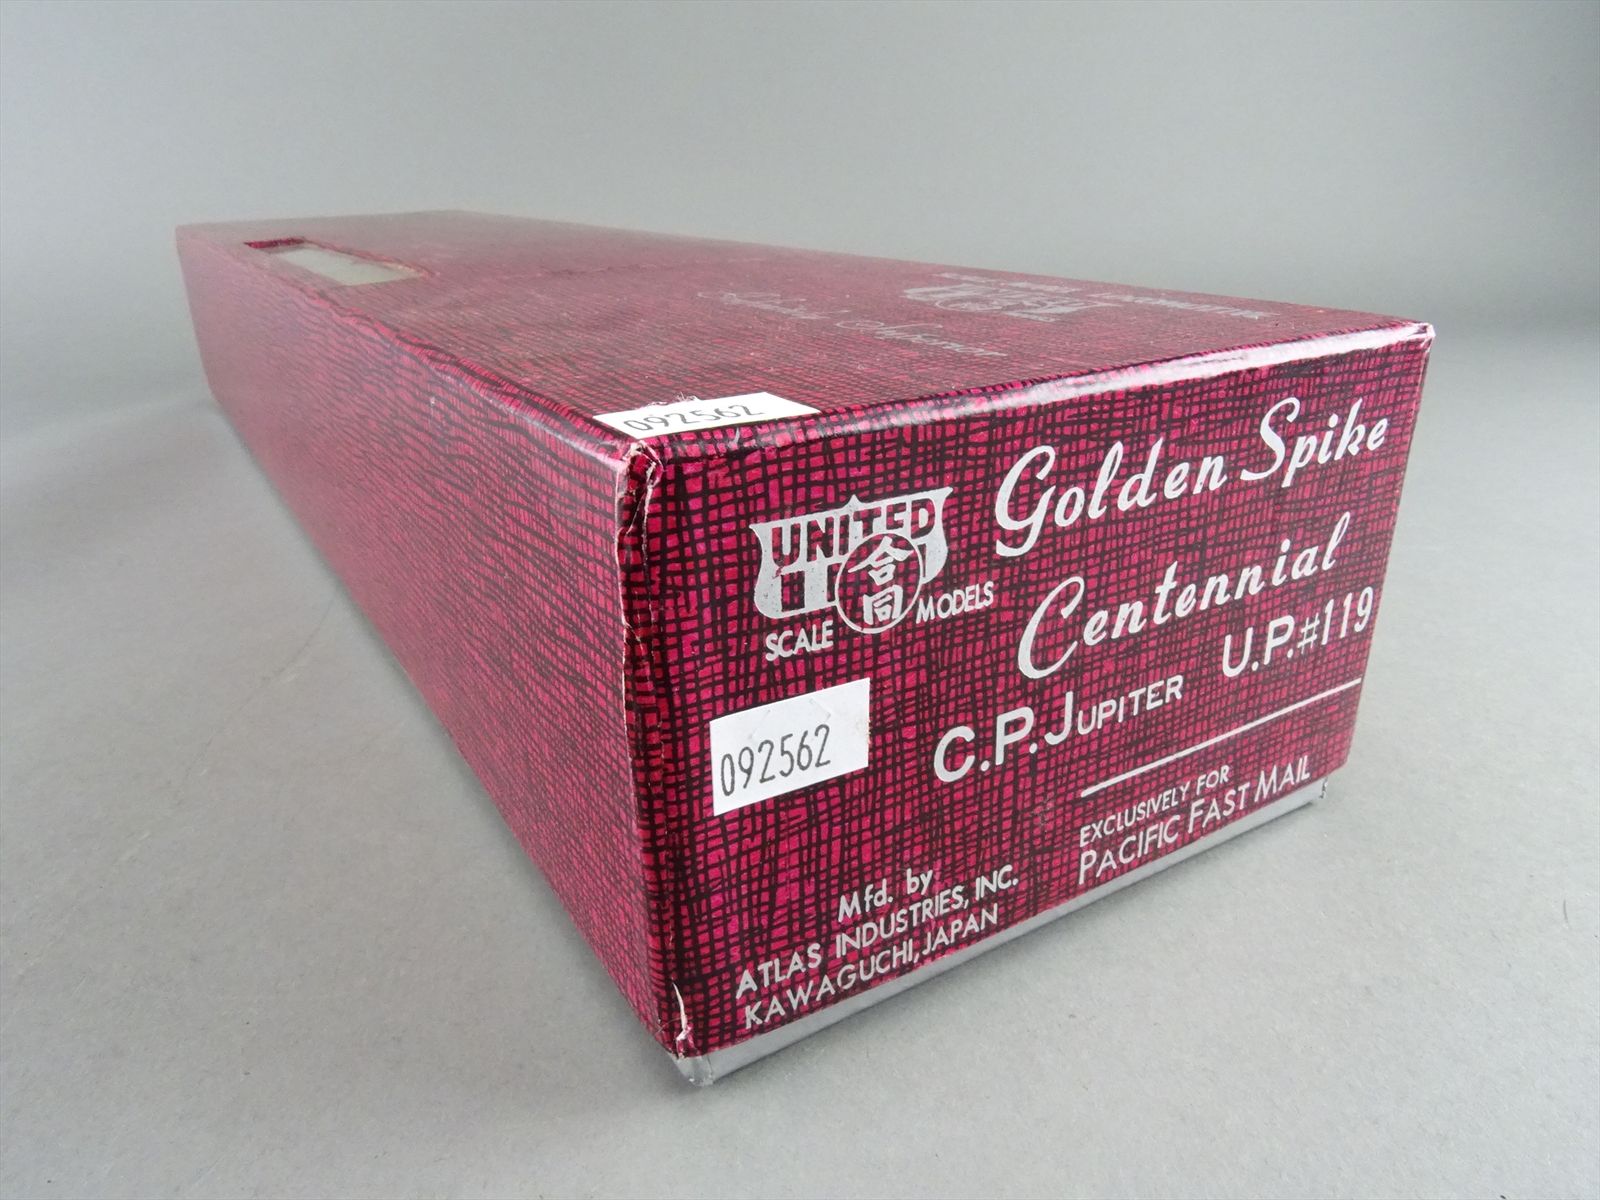 092562
UNITED
合同
SCALE MODELS
Golden Spike
Centennial
C.P. JUPITER U.P. #119
092562
EXCLUSIVELY FOR
PACIFIC FAST MAIL
Mfd. by
ATLAS INDUSTRIES, INC.
KAWAGUCHI, JAPAN